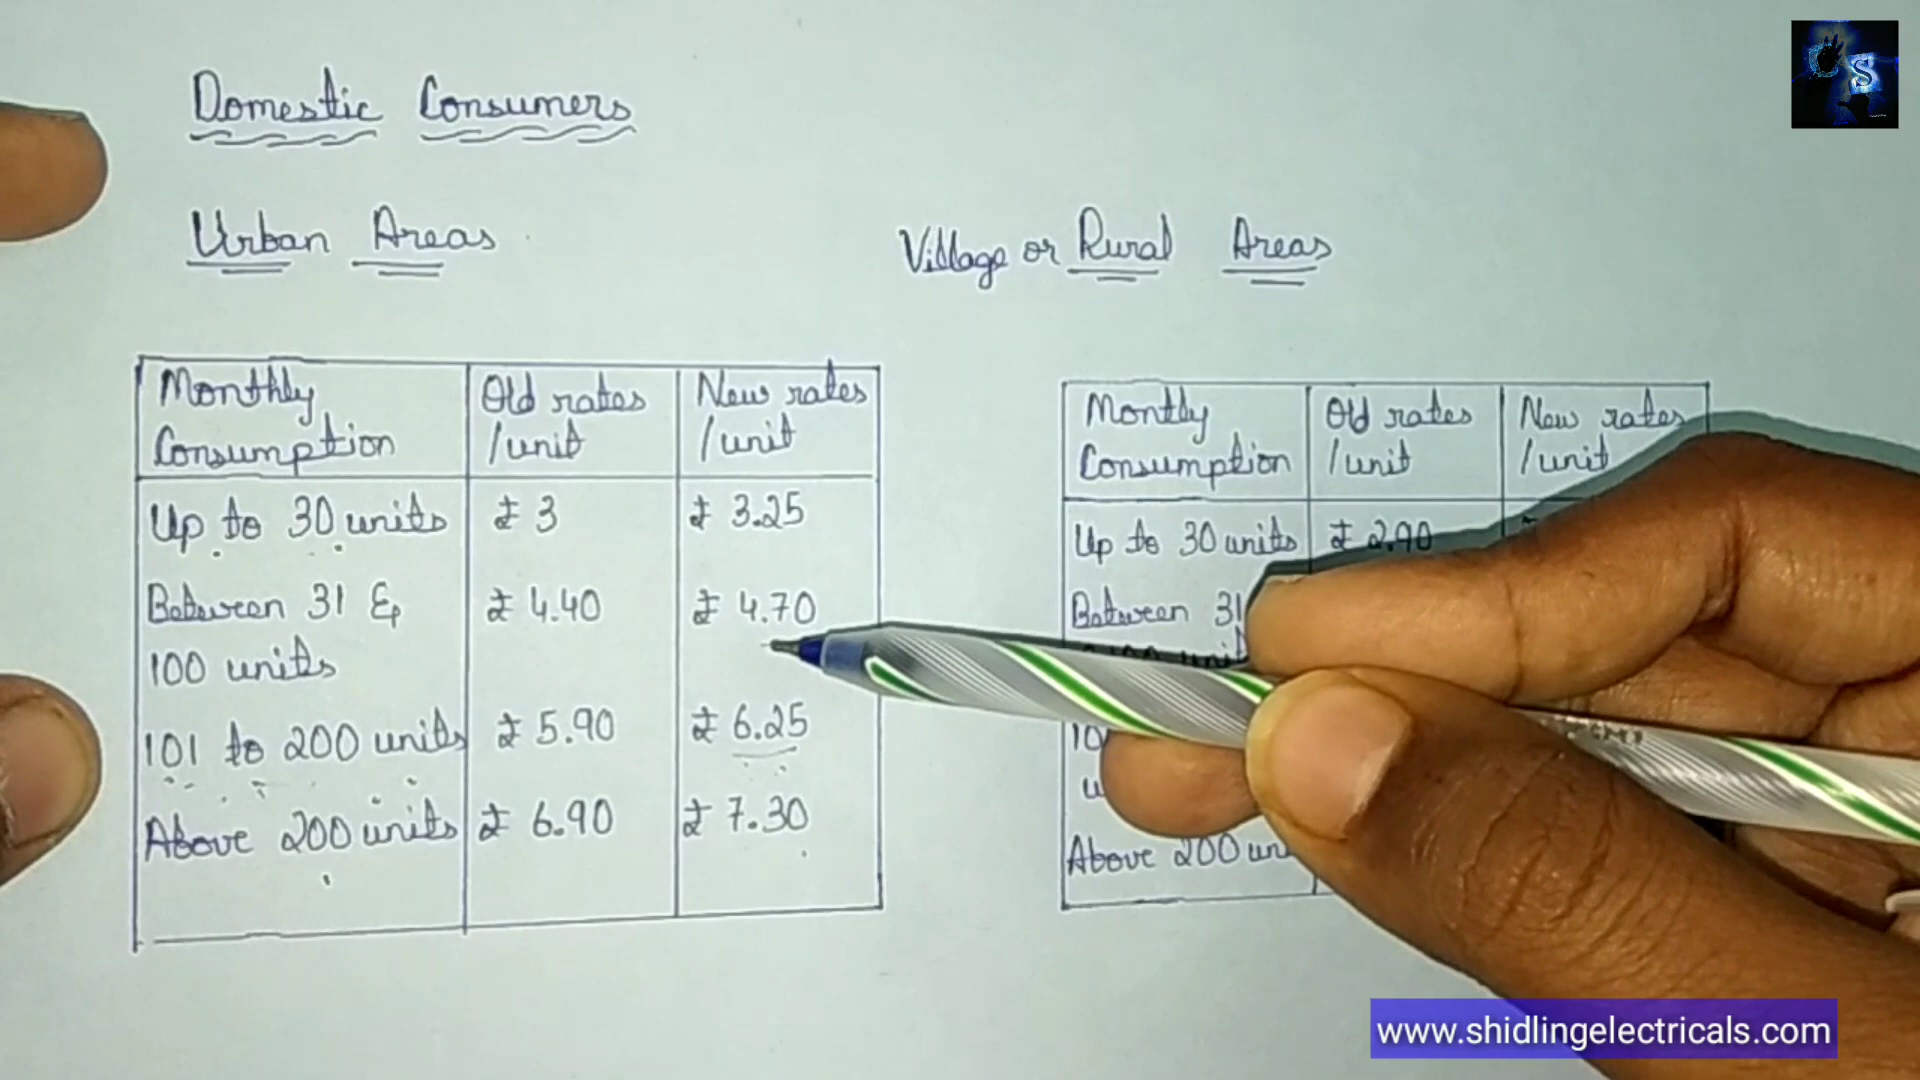 Domestic Consumers
Urban Areas
Village or Rural Areas
Monthly Consumption
Old rates /unit
New rates /unit
Up to 30 units ₹ 3 ₹ 3.25
Between 31 & ₹ 4.40 ₹ 4.70
100 units
101 to 200 units ₹ 5.90 ₹ 6.25
Above 200 units ₹ 6.90 ₹ 7.30
Monthly Consumption
Old rates /unit
New rates /unit
Up to 30 units ₹ 2.90
Between 31
Above 200
S
www.shidlingelectricals.com